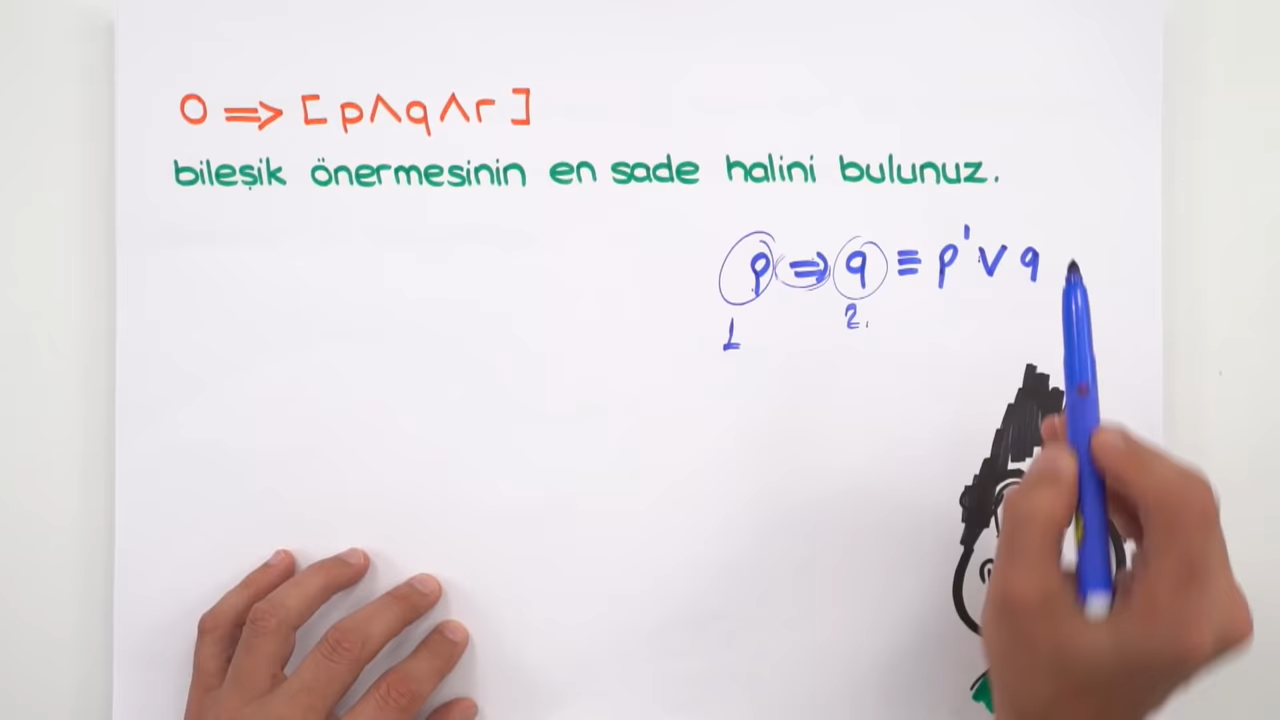 0 ⇒ [ p∧q∧r ]
bileşik önermesinin en sade halini bulunuz.
p ⇒ q ≡ p' ∨ q
1 2.